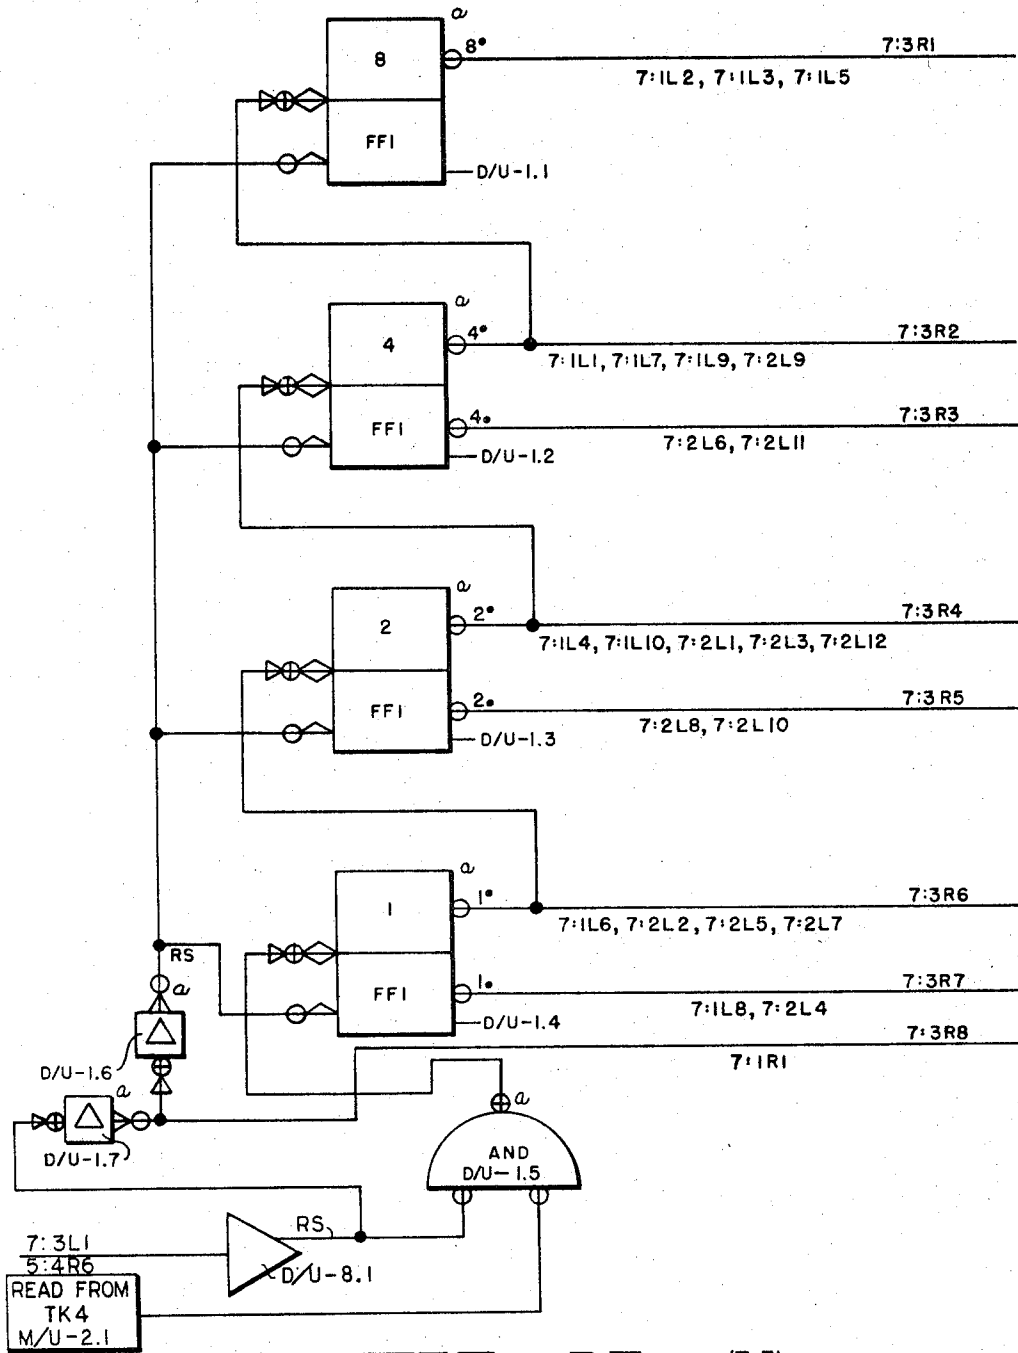 a
8
8•
7:3R1
7:1L2, 7:1L3, 7:1L5
FF1
D/U-1.1
a
4
4•
7:3R2
7:1L1, 7:1L7, 7:1L9, 7:2L9
FF1
4•
7:3R3
7:2L6, 7:2L11
D/U-1.2
a
2
2•
7:3R4
7:1L4, 7:1L10, 7:2L1, 7:2L3, 7:2L12
FF1
2•
7:3R5
7:2L8, 7:2L10
D/U-1.3
a
1
1•
7:3R6
7:1L6, 7:2L2, 7:2L5, 7:2L7
RS
FF1
1•
7:3R7
7:1L8, 7:2L4
a
D/U-1.4
7:3R8
7:1R1
D/U-1.6
a
a
D/U-1.7
AND
D/U-1.5
RS
7:3L1
5:4R6
D/U-8.1
READ FROM
TK4
M/U-2.1